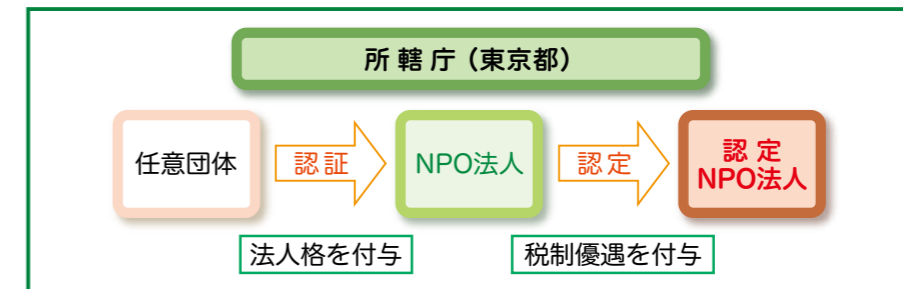 所轄庁（東京都）
任意団体
認証
NPO法人
認定
認定
NPO法人
法人格を付与
税制優遇を付与